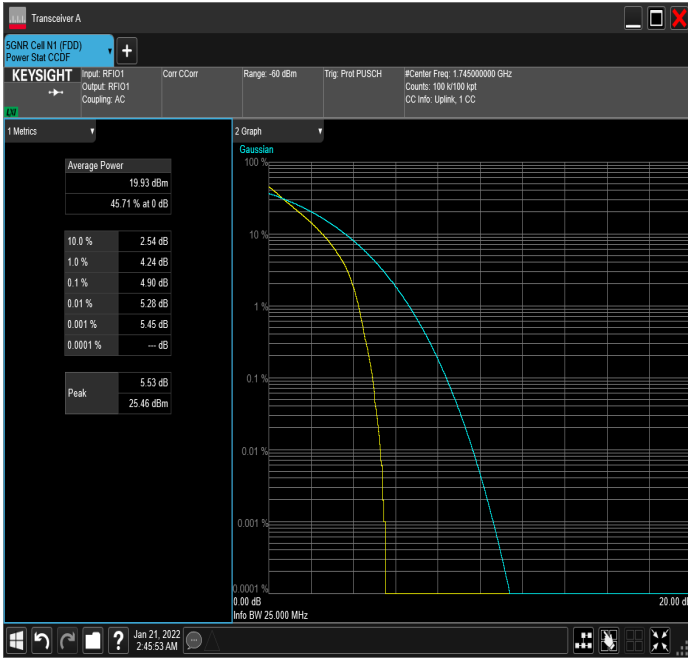 Transceiver A
5GNR Cell N1 (FDD)
Power Stat CCDF
KEYSIGHT
Input: RFIO1
Output: RFIO1
Coupling: AC
Corr CCorr
Range: -60 dBm
Trig: Prot PUSCH
#Center Freq: 1.745000000 GHz
Counts: 100 k/100 kpt
CC Info: Uplink, 1 CC
1 Metrics
Average Power
19.93 dBm
45.71 % at 0 dB
10.0 % 2.54 dB
1.0 % 4.24 dB
0.1 % 4.90 dB
0.01 % 5.28 dB
0.001 % 5.45 dB
0.0001 % --- dB
Peak
5.53 dB
25.46 dBm
2 Graph
Gaussian
100 %
10 %
1 %
0.1 %
0.01 %
0.001 %
0.0001 %
0.00 dB
20.00 d
Info BW 25.000 MHz
Jan 21, 2022
2:45:53 AM